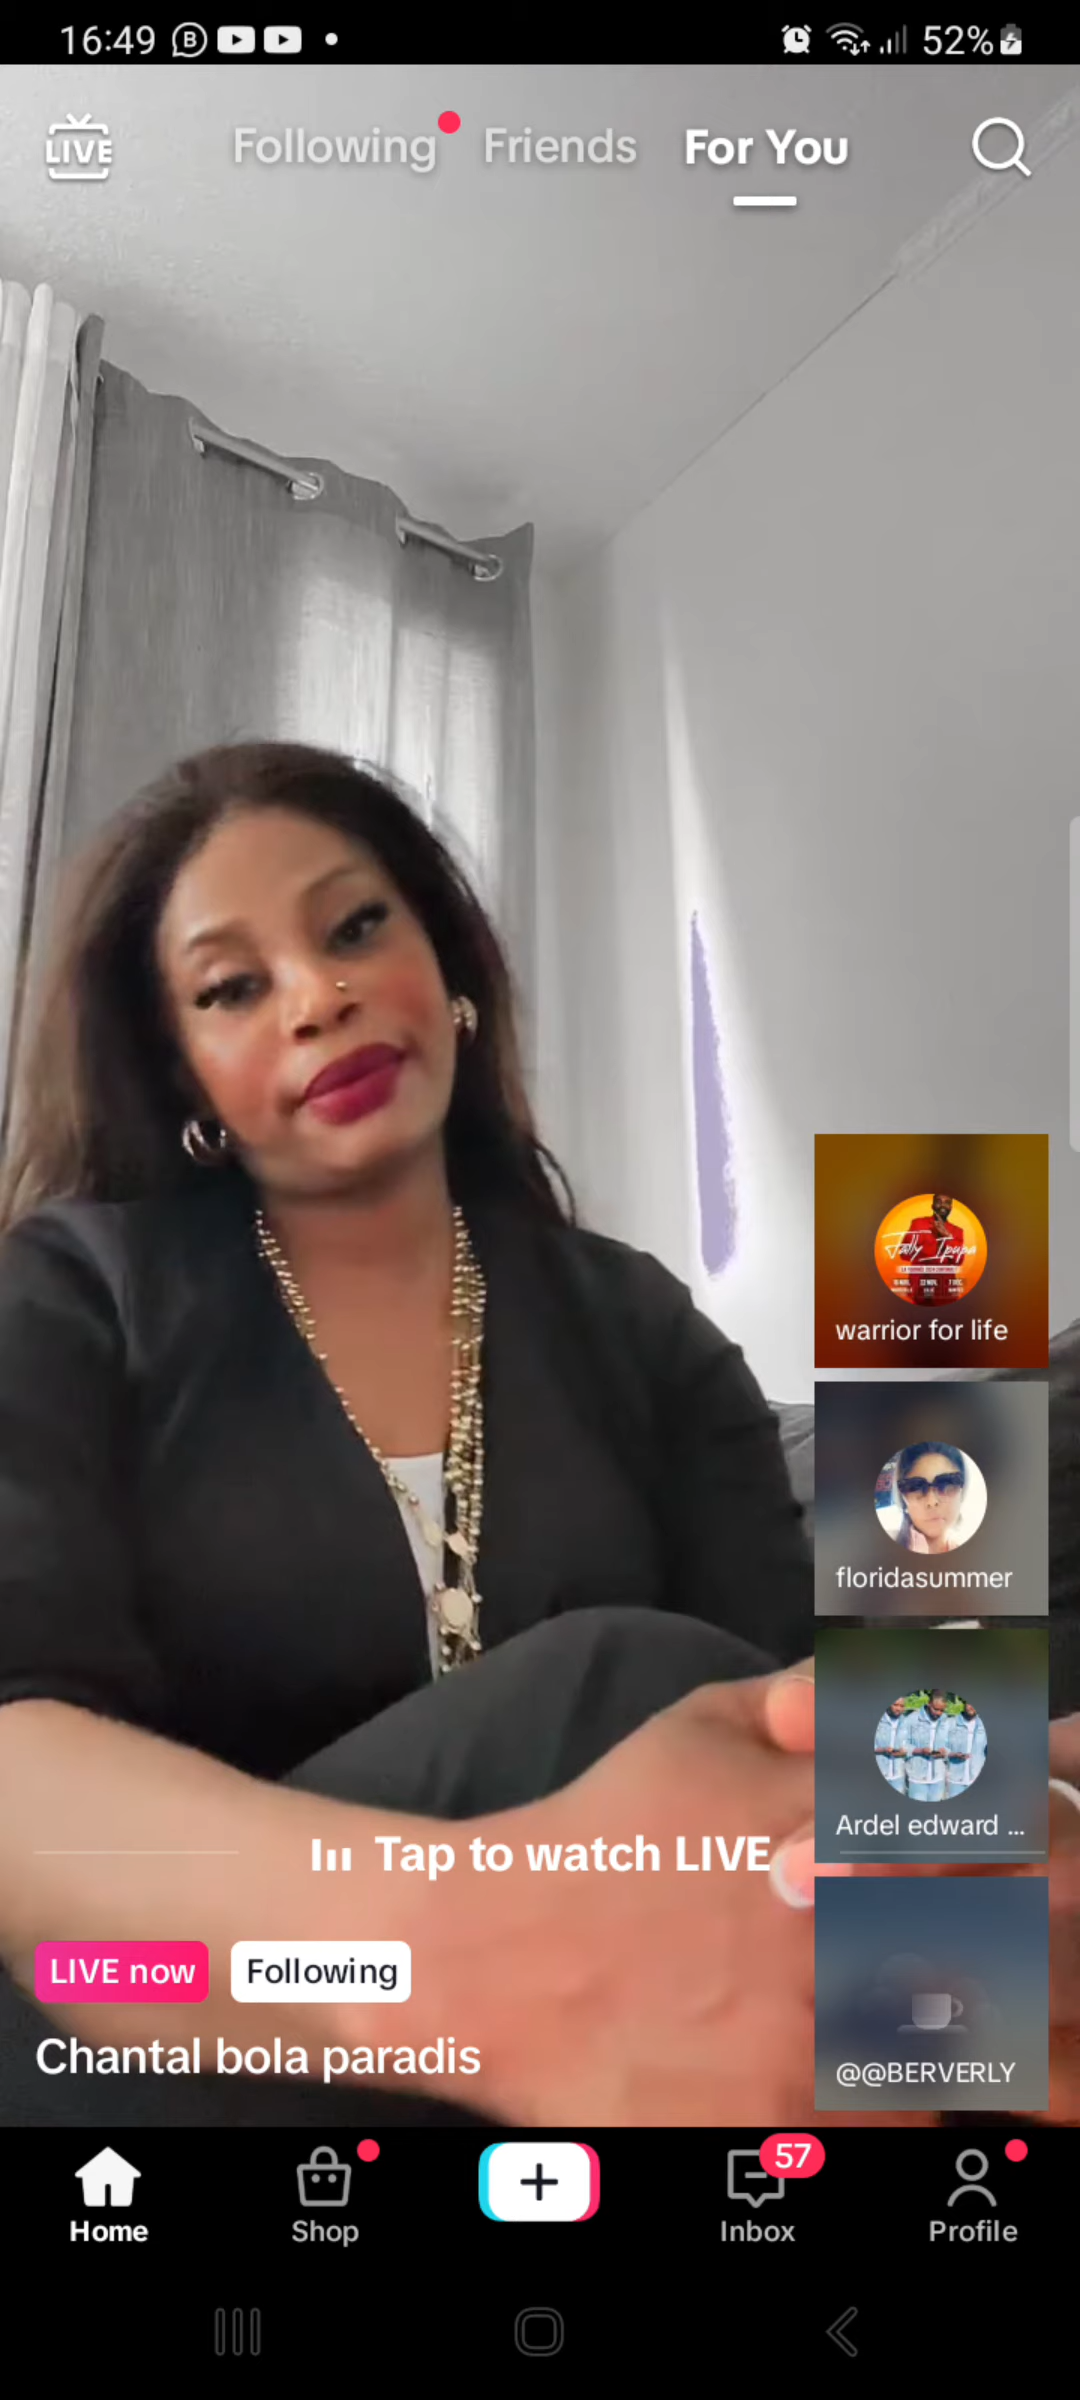 16:49
52%
LIVE
Following Friends For You
warrior for life
floridasummer
Ardel edward ...
Tap to watch LIVE
LIVE now Following
Chantal bola paradis
@@BERVERLY
57
Home Shop Inbox Profile